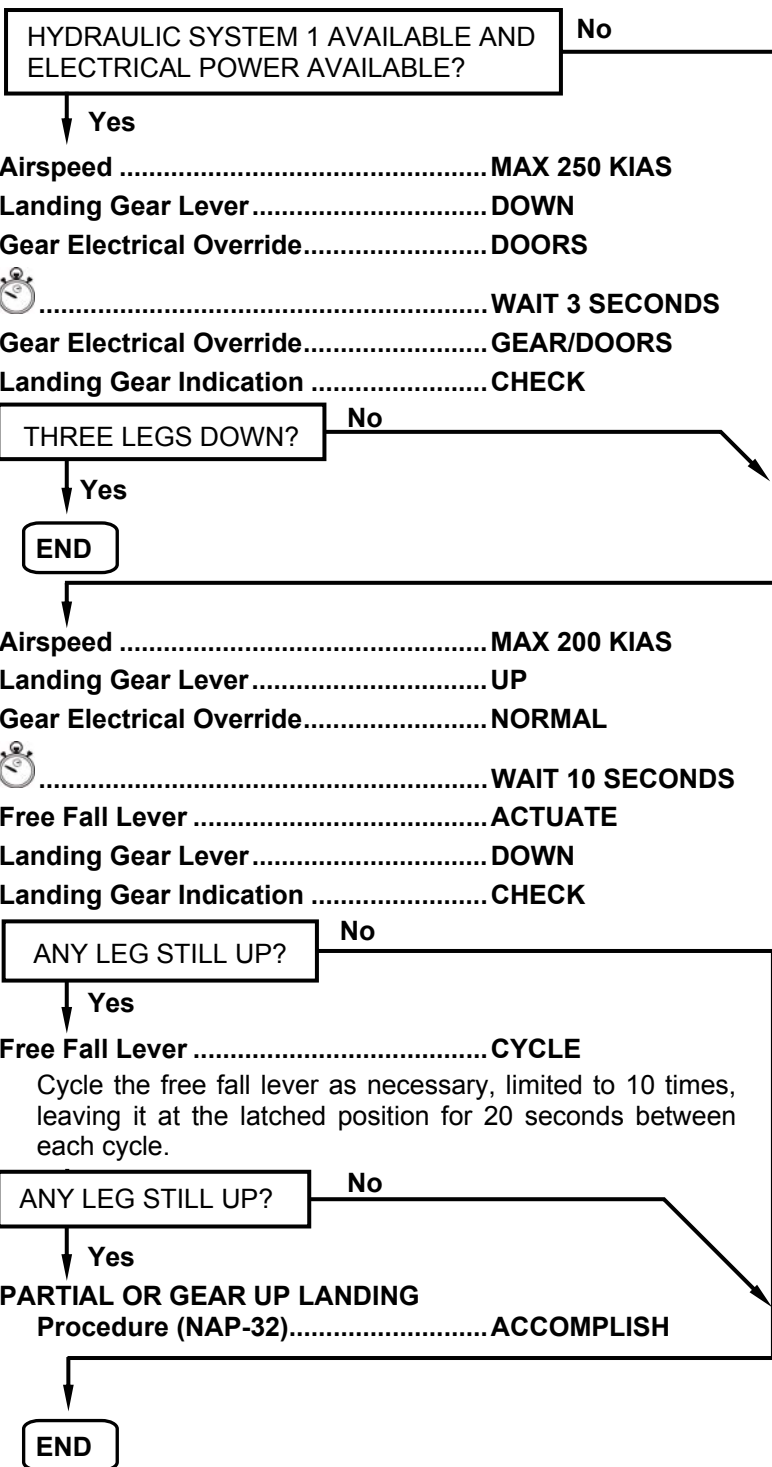 HYDRAULIC SYSTEM 1 AVAILABLE AND
ELECTRICAL POWER AVAILABLE?
No
Yes
Airspeed .................................................. MAX 250 KIAS
Landing Gear Lever................................ DOWN
Gear Electrical Override......................... DOORS
............................................................. WAIT 3 SECONDS
Gear Electrical Override......................... GEAR/DOORS
Landing Gear Indication ........................ CHECK
THREE LEGS DOWN?
No
Yes
END
Airspeed .................................................. MAX 200 KIAS
Landing Gear Lever................................ UP
Gear Electrical Override......................... NORMAL
............................................................. WAIT 10 SECONDS
Free Fall Lever ........................................ ACTUATE
Landing Gear Lever................................ DOWN
Landing Gear Indication ........................ CHECK
ANY LEG STILL UP?
No
Yes
Free Fall Lever ........................................ CYCLE
Cycle the free fall lever as necessary, limited to 10 times,
leaving it at the latched position for 20 seconds between
each cycle.
ANY LEG STILL UP?
No
Yes
PARTIAL OR GEAR UP LANDING
Procedure (NAP-32)........................... ACCOMPLISH
END